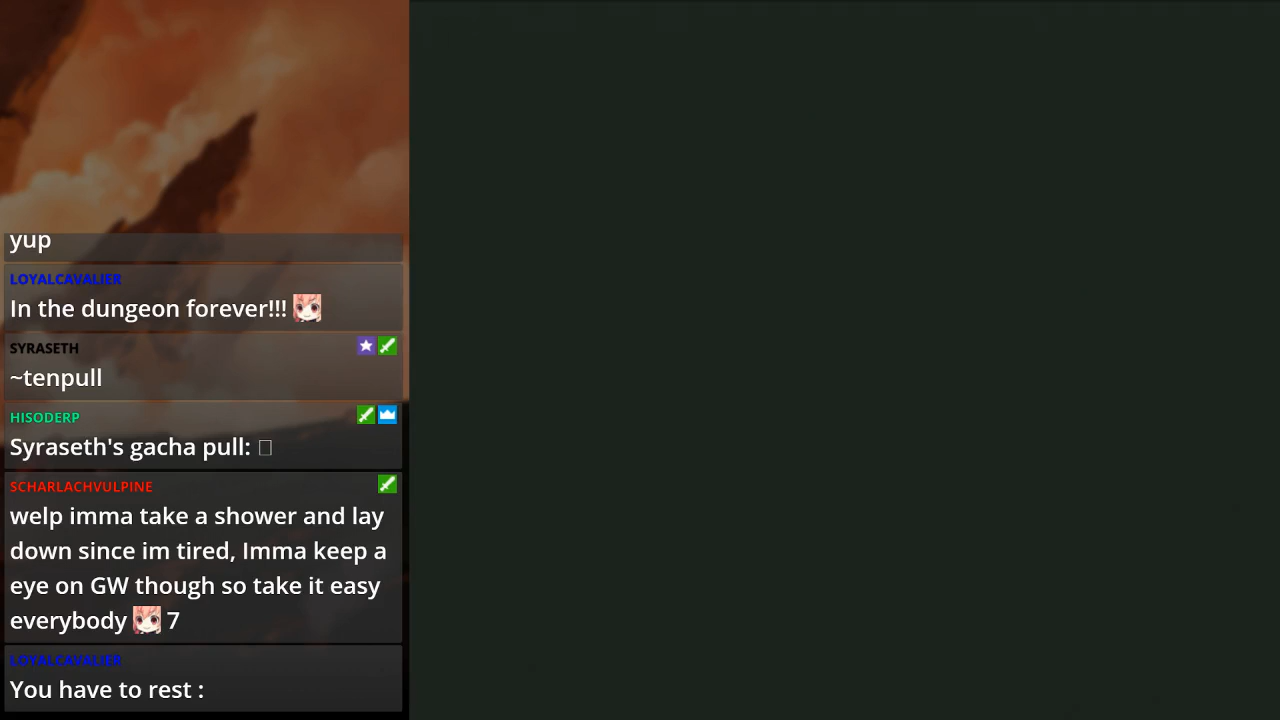 yup
LOYALCAVALIER
In the dungeon forever!!!
SYRASETH
~tenpull
HISODERP
Syraseth's gacha pull: □
SCHARLACHVULPINE
welp imma take a shower and lay
down since im tired, Imma keep a
eye on GW though so take it easy
everybody 7
LOYALCAVALIER
You have to rest :